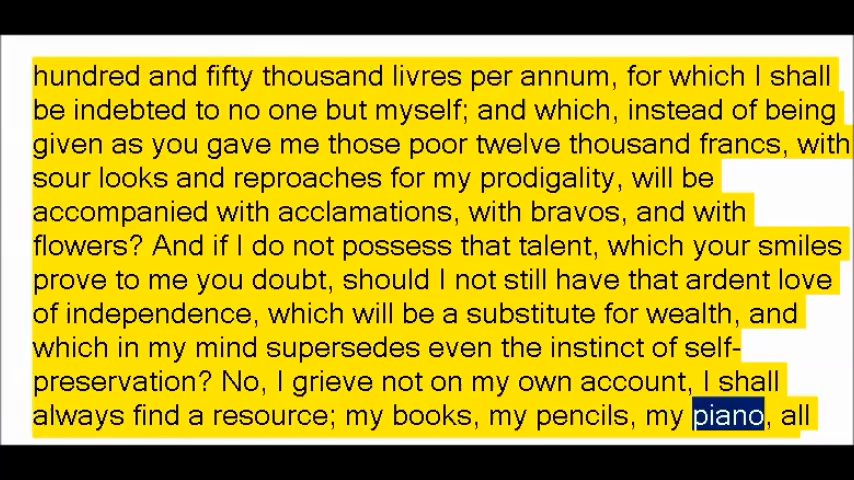 hundred and fifty thousand livres per annum, for which I shall
be indebted to no one but myself; and which, instead of being
given as you gave me those poor twelve thousand francs, with
sour looks and reproaches for my prodigality, will be
accompanied with acclamations, with bravos, and with
flowers? And if I do not possess that talent, which your smiles
prove to me you doubt, should I not still have that ardent love
of independence, which will be a substitute for wealth, and
which in my mind supersedes even the instinct of self-
preservation? No, I grieve not on my own account, I shall
always find a resource; my books, my pencils, my piano, all